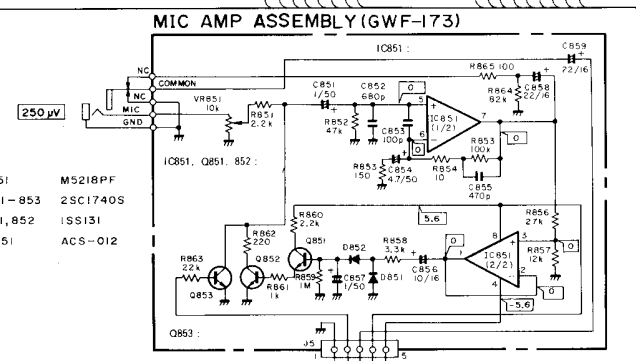 MIC AMP ASSEMBLY (GWF-173)
IC851 :
C859
22/16
NC
COMMON
NC
MIC
GND
250 µV
VR851
10k
R851
2.2k
C851
1/50
C852
680p
R852
47k
C853
100p
0
5
6
0
+
-
IC851
(1/2)
7
R865 100
R864
82k
C858
22/16
0
R853
100k
R853
150
C854
4.7/50
R854
10
C855
470p
IC851, Q851, 852 :
51 M5218PF
1-853 2SC1740S
1,852 1SS131
51 ACS-012
R860
2.2k
5.6
R856
27k
R857
12k
0
R862
220
Q851
D852
R858
3.3k
0
1
8
+
3
IC851
(2/2)
2
4
-5.6
0
R863
22k
Q852
R859
1M
C857
1/50
D851
C856
10/16
Q853
R861
1k
Q853 :
J5
1
5